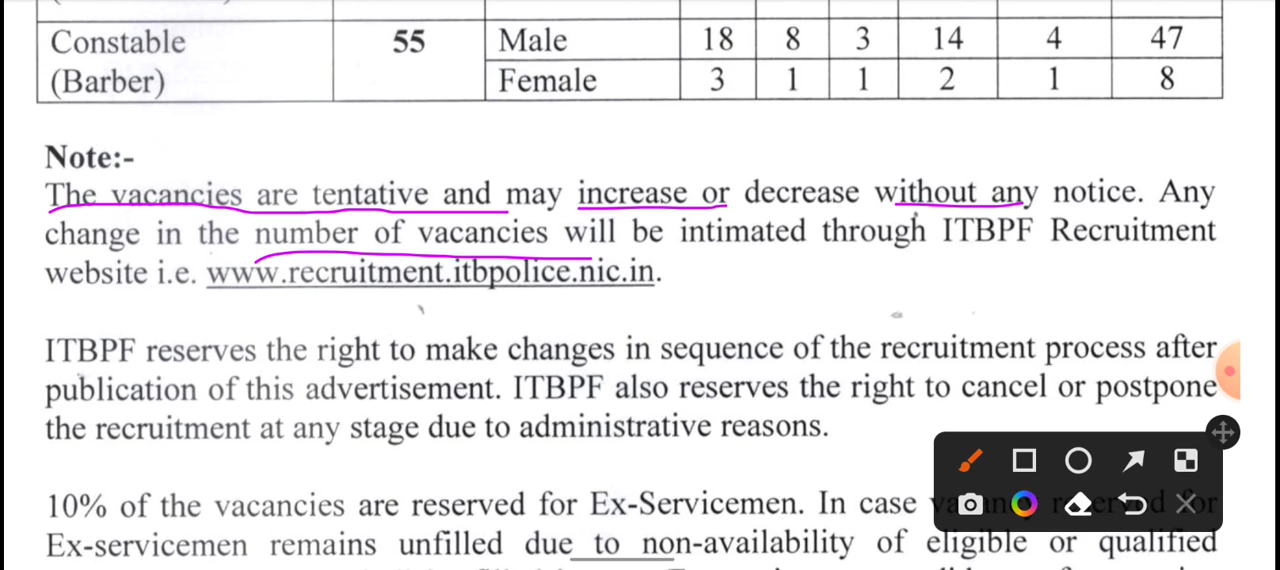 Constable 55 Male 18 8 3 14 4 47
(Barber) Female 3 1 1 2 1 8
Note:-
The vacancies are tentative and may increase or decrease without any notice. Any
change in the number of vacancies will be intimated through ITBPF Recruitment
website i.e. www.recruitment.itbpolice.nic.in.
ITBPF reserves the right to make changes in sequence of the recruitment process after
publication of this advertisement. ITBPF also reserves the right to cancel or postpone
the recruitment at any stage due to administrative reasons.
10% of the vacancies are reserved for Ex-Servicemen. In case
Ex-servicemen remains unfilled due to non-availability of eligible or qualified